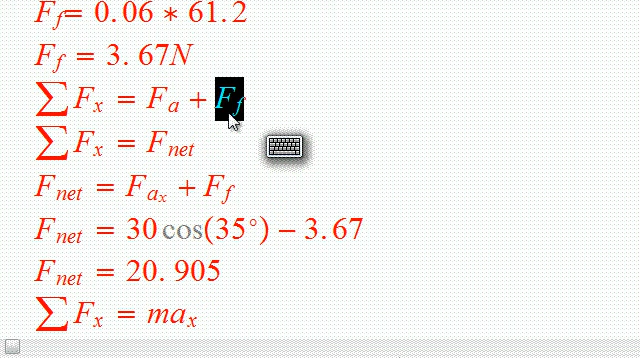 F_f= 0.06 * 61.2
F_f = 3.67N
∑ F_x = F_a + F_f
∑ F_x = F_net
F_net = F_a_x + F_f
F_net = 30 cos(35°) − 3.67
F_net = 20.905
∑ F_x = ma_x